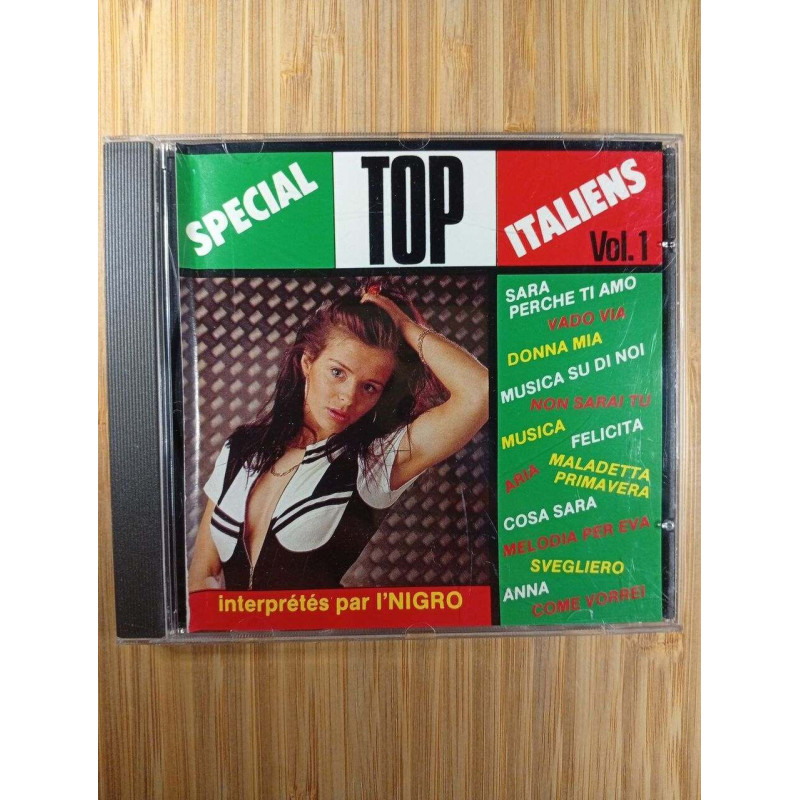 SPECIAL
TOP
ITALIENS
Vol.1
SARA
PERCHE TI AMO
VADO VIA
DONNA MIA
MUSICA SU DI NOI
NON SARAI TU
MUSICA FELICITA
ARIA MALADETTA
PRIMAVERA
COSA SARA
MELODIA PER EVA
SVEGLIERO
ANNA
COME VORREI
interprétés par I'NIGRO